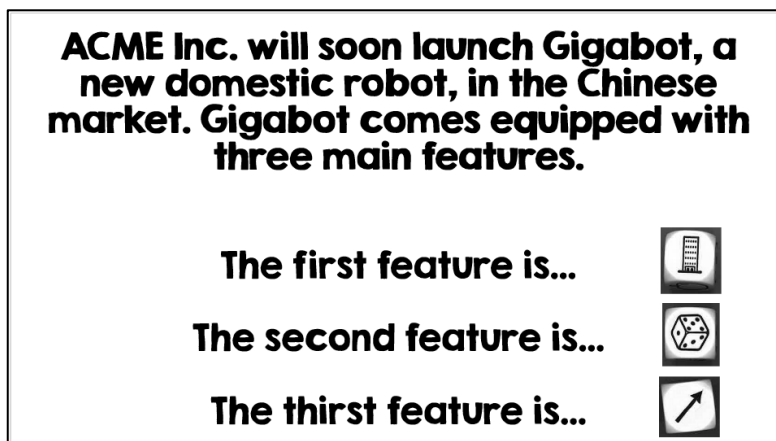 ACME Inc. will soon launch Gigabot, a
new domestic robot, in the Chinese
market. Gigabot comes equipped with
three main features.
The first feature is...
The second feature is...
The thirst feature is...